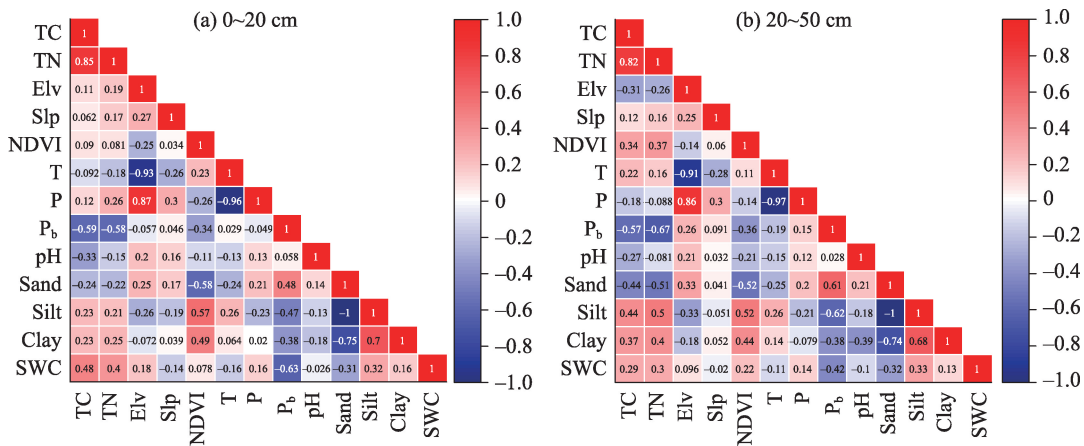 (a) 0~20 cm
TC 1
TN 0.85 1
Elv 0.11 0.19 1
Slp 0.062 0.17 0.27 1
NDVI 0.09 0.081 -0.25 0.034 1
T -0.092 -0.18 -0.93 -0.26 0.23 1
P 0.12 0.26 0.87 0.3 -0.26 -0.96 1
Pb -0.59 -0.58 -0.057 0.046 -0.34 0.029 -0.049 1
pH -0.33 -0.15 0.2 0.16 -0.11 -0.13 0.13 0.058 1
Sand -0.24 -0.22 0.25 0.17 -0.58 -0.24 0.21 0.48 0.14 1
Silt 0.23 0.21 -0.26 -0.19 0.57 0.26 -0.23 -0.47 -0.13 -1 1
Clay 0.23 0.25 -0.072 0.039 0.49 0.064 0.02 -0.38 -0.18 -0.75 0.7 1
SWC 0.48 0.4 0.18 -0.14 0.078 -0.16 0.16 -0.63 -0.026 -0.31 0.32 0.16 1
TC TN Elv Slp NDVI T P Pb pH Sand Silt Clay SWC
1.0
0.8
0.6
0.4
0.2
0
−0.2
−0.4
−0.6
−0.8
−1.0
(b) 20~50 cm
TC 1
TN 0.82 1
Elv -0.31 -0.26 1
Slp 0.12 0.16 0.25 1
NDVI 0.34 0.37 -0.14 0.06 1
T 0.22 0.16 -0.91 -0.28 0.11 1
P -0.18 -0.088 0.86 0.3 -0.14 -0.97 1
Pb -0.57 -0.67 0.26 0.091 -0.36 -0.19 0.15 1
pH -0.27 -0.081 0.21 0.032 -0.21 -0.15 0.12 0.028 1
Sand -0.44 -0.51 0.33 0.041 -0.52 -0.25 0.2 0.61 0.21 1
Silt 0.44 0.5 -0.33 -0.051 0.52 0.26 -0.21 -0.62 -0.18 -1 1
Clay 0.37 0.4 -0.18 0.052 0.44 0.14 -0.079 -0.38 -0.39 -0.74 0.68 1
SWC 0.29 0.3 0.096 -0.02 0.22 -0.11 0.14 -0.42 -0.1 -0.32 0.33 0.13 1
TC TN Elv Slp NDVI T P Pb pH Sand Silt Clay SWC
1.0
0.8
0.6
0.4
0.2
0
−0.2
−0.4
−0.6
−0.8
−1.0